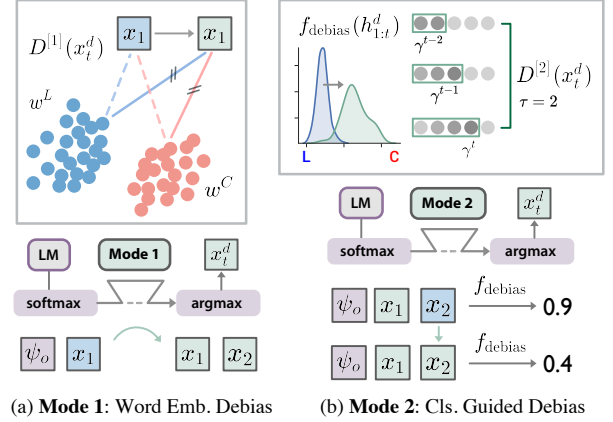 x_1 x_1
D^{[1]}(x_t^d)
w^L
w^C
LM Mode 1 x_t^d
softmax argmax
ψ_o x_1 x_1 x_2
(a) Mode 1: Word Emb. Debias
f_debias(h_{1:t}^d)
γ^{t-2}
γ^{t-1}
γ^t
D^{[2]}(x_t^d)
τ = 2
L C
LM Mode 2 x_t^d
softmax argmax
ψ_o x_1 x_2 f_debias 0.9
ψ_o x_1 x_2 f_debias 0.4
(b) Mode 2: Cls. Guided Debias